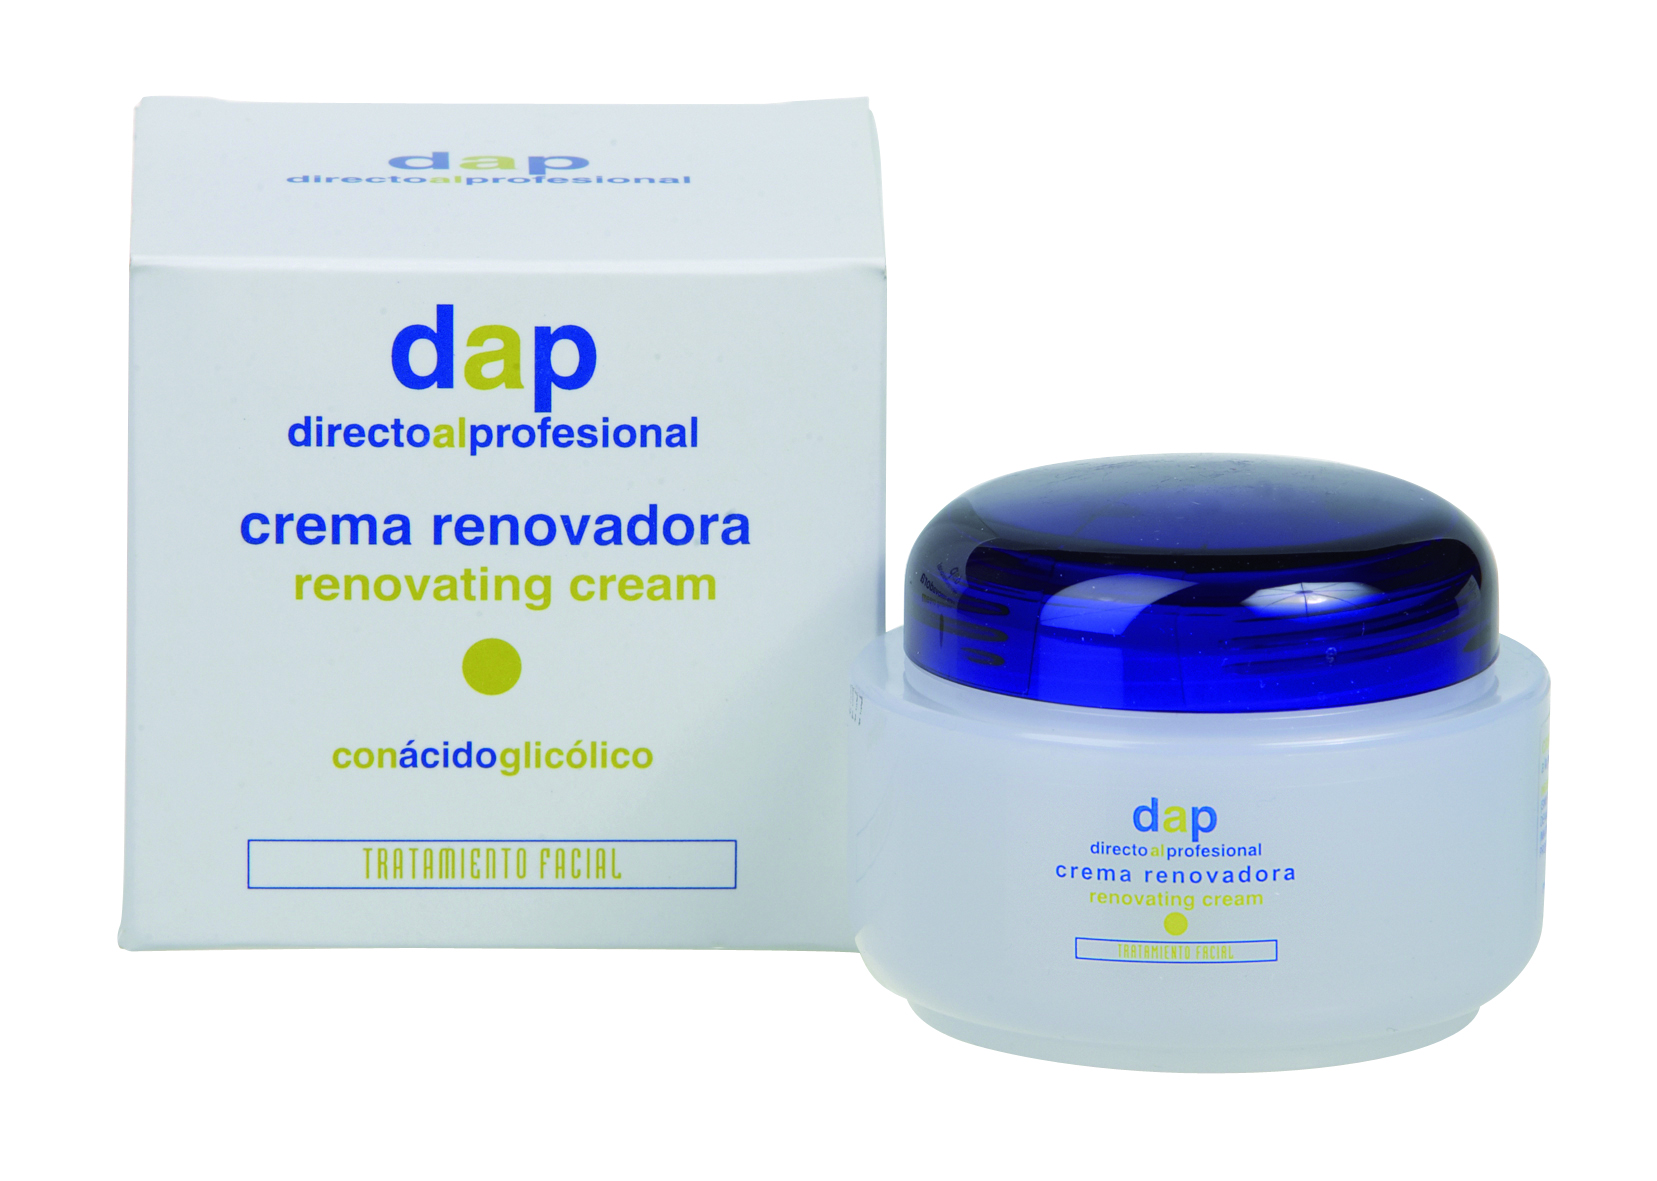 dap
directoalprofesional
dap
directoalprofesional
crema renovadora
renovating cream
conácidoglicólico
TRATAMIENTO FACIAL
dap
directoalprofesional
crema renovadora
renovating cream
TRATAMIENTO FACIAL